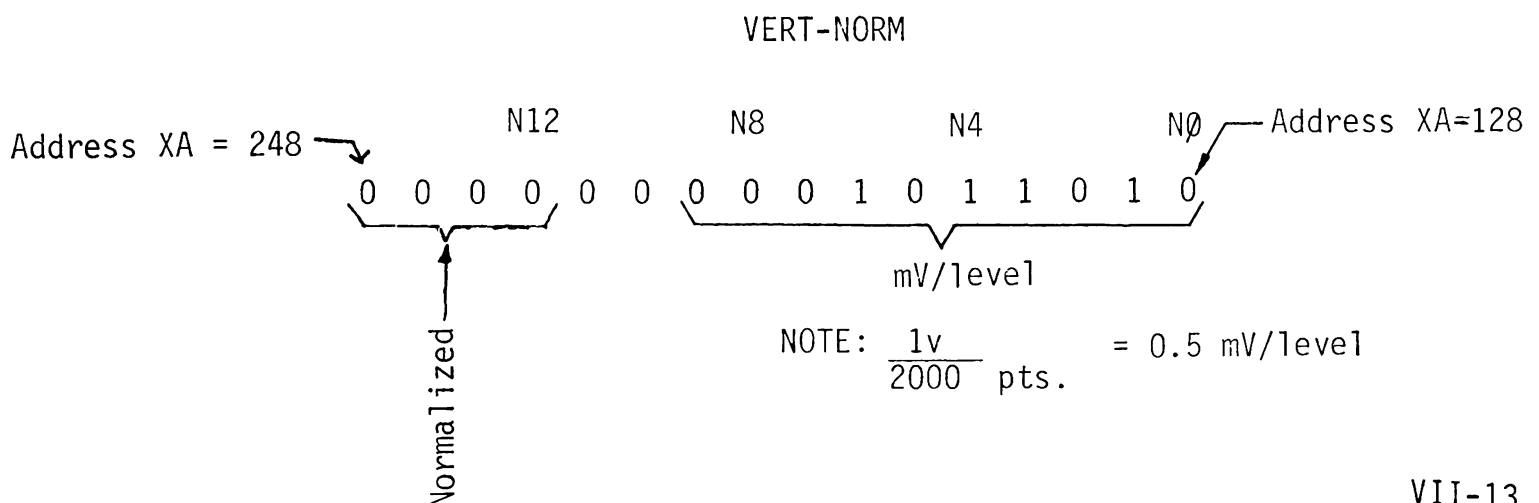 VERT-NORM
N12 N8 N4 NØ
Address XA = 248 Address XA=128
0 0 0 0 0 0 0 0 0 1 0 1 1 0 1 0
mV/level
Normalized
NOTE: 1v = 0.5 mV/level
2000 pts.
VII-13